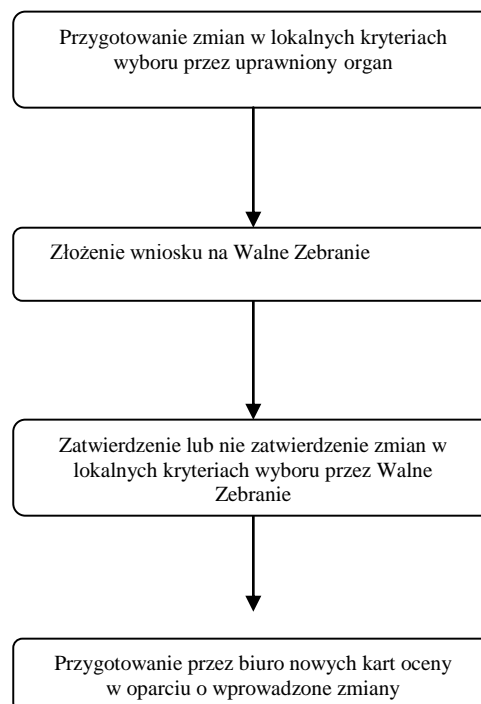 Przygotowanie zmian w lokalnych kryteriach
wyboru przez uprawniony organ
Złożenie wniosku na Walne Zebranie
Zatwierdzenie lub nie zatwierdzenie zmian w
lokalnych kryteriach wyboru przez Walne
Zebranie
Przygotowanie przez biuro nowych kart oceny
w oparciu o wprowadzone zmiany